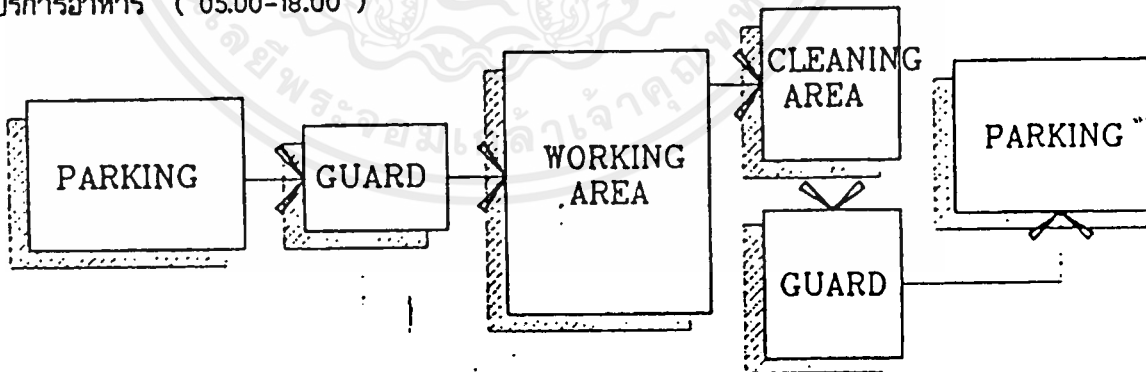 บริการอาหาร ( 05.00-18.00 )
PARKING
GUARD
WORKING
AREA
CLEANING
AREA
GUARD
PARKING